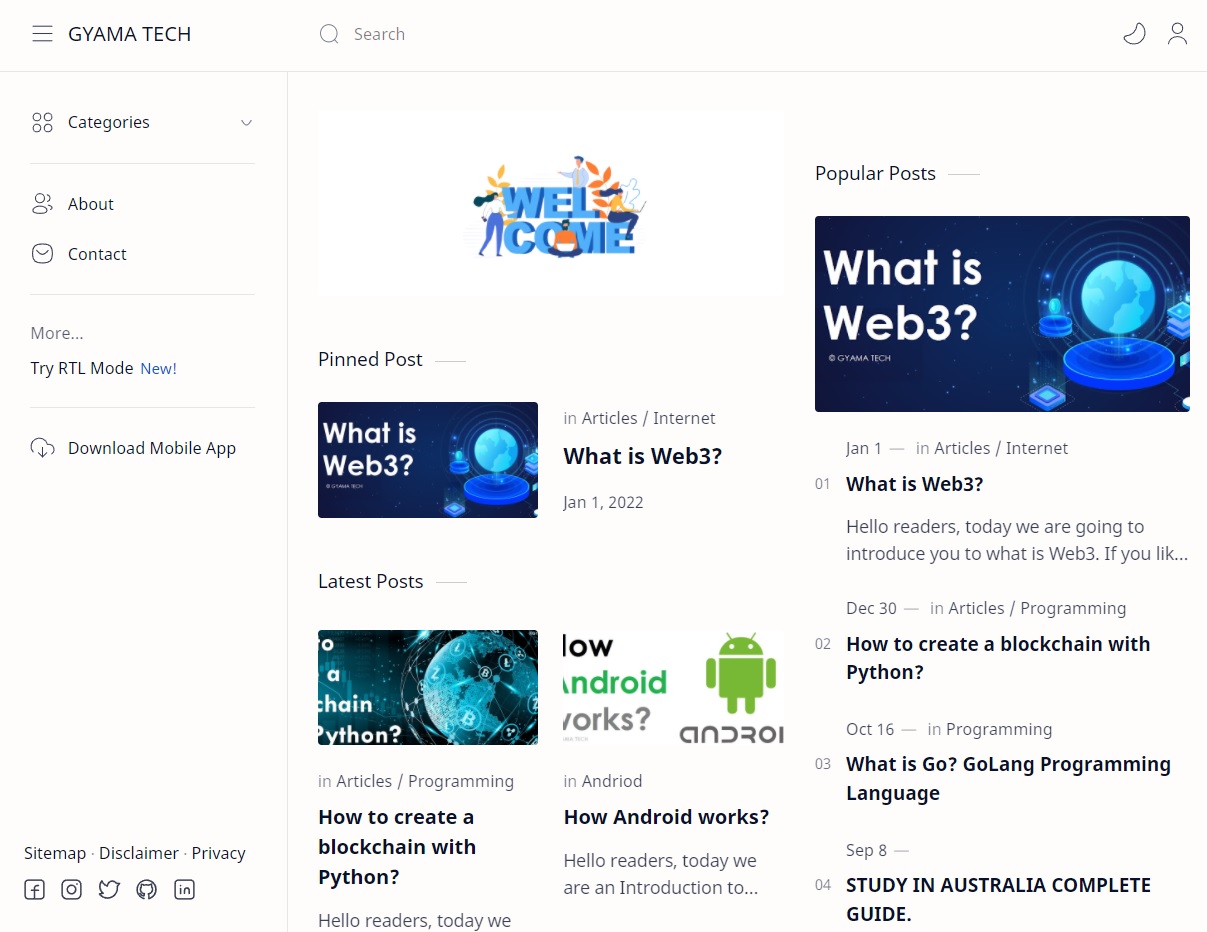 GYAMA TECH
Search
Categories
About
Contact
More...
Try RTL Mode New!
Download Mobile App
Sitemap · Disclaimer · Privacy
WEL
COME
Pinned Post
What is
Web3?
© GYAMA TECH
in Articles / Internet
What is Web3?
Jan 1, 2022
Latest Posts
o
a
chain
Python?
in Articles / Programming
How to create a
blockchain with
Python?
Hello readers, today we
How
Android
works?
ANDROI
in Andriod
How Android works?
Hello readers, today we
are an Introduction to...
Popular Posts
What is
Web3?
© GYAMA TECH
Jan 1 — in Articles / Internet
01 What is Web3?
Hello readers, today we are going to
introduce you to what is Web3. If you lik...
Dec 30 — in Articles / Programming
02 How to create a blockchain with
Python?
Oct 16 — in Programming
03 What is Go? GoLang Programming
Language
Sep 8 —
04 STUDY IN AUSTRALIA COMPLETE
GUIDE.